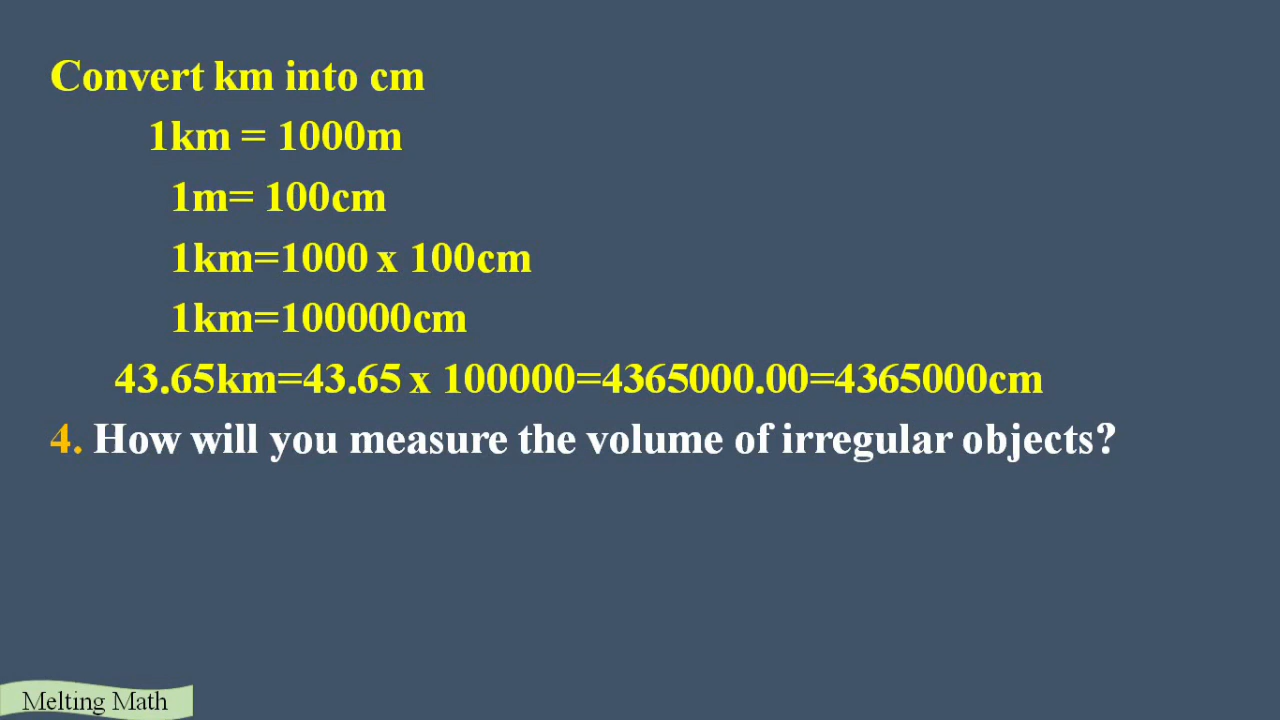 Convert km into cm
1km = 1000m
1m= 100cm
1km=1000 x 100cm
1km=100000cm
43.65km=43.65 x 100000=4365000.00=4365000cm
4. How will you measure the volume of irregular objects?
Melting Math